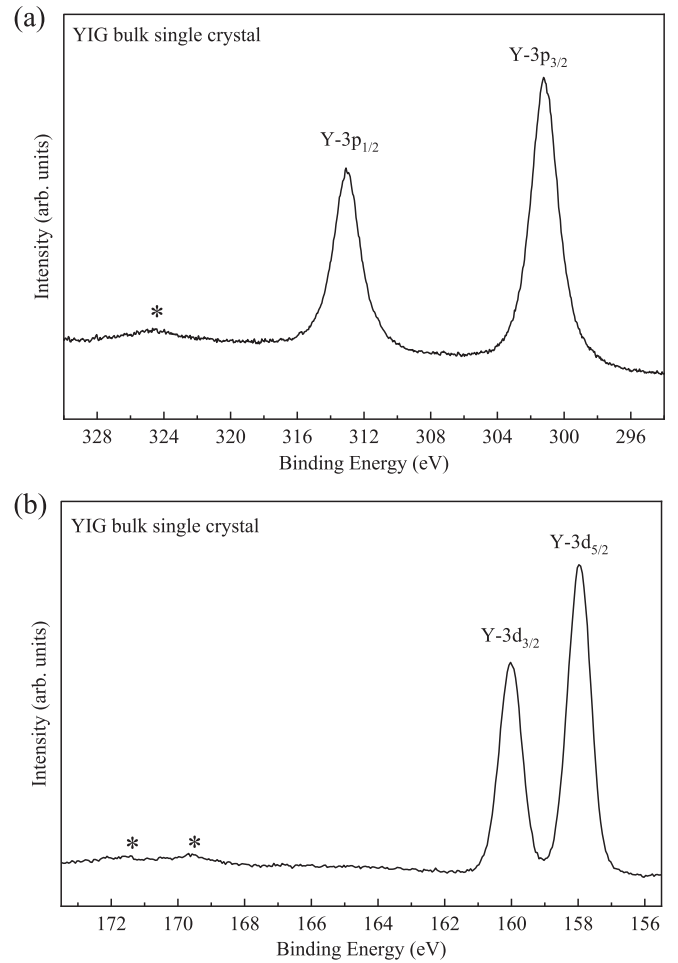 (a)
YIG bulk single crystal
Y-3p3/2
Y-3p1/2
*
Intensity (arb. units)
328 324 320 316 312 308 304 300 296
Binding Energy (eV)
(b)
YIG bulk single crystal
Y-3d5/2
Y-3d3/2
* *
Intensity (arb. units)
172 170 168 166 164 162 160 158 156
Binding Energy (eV)